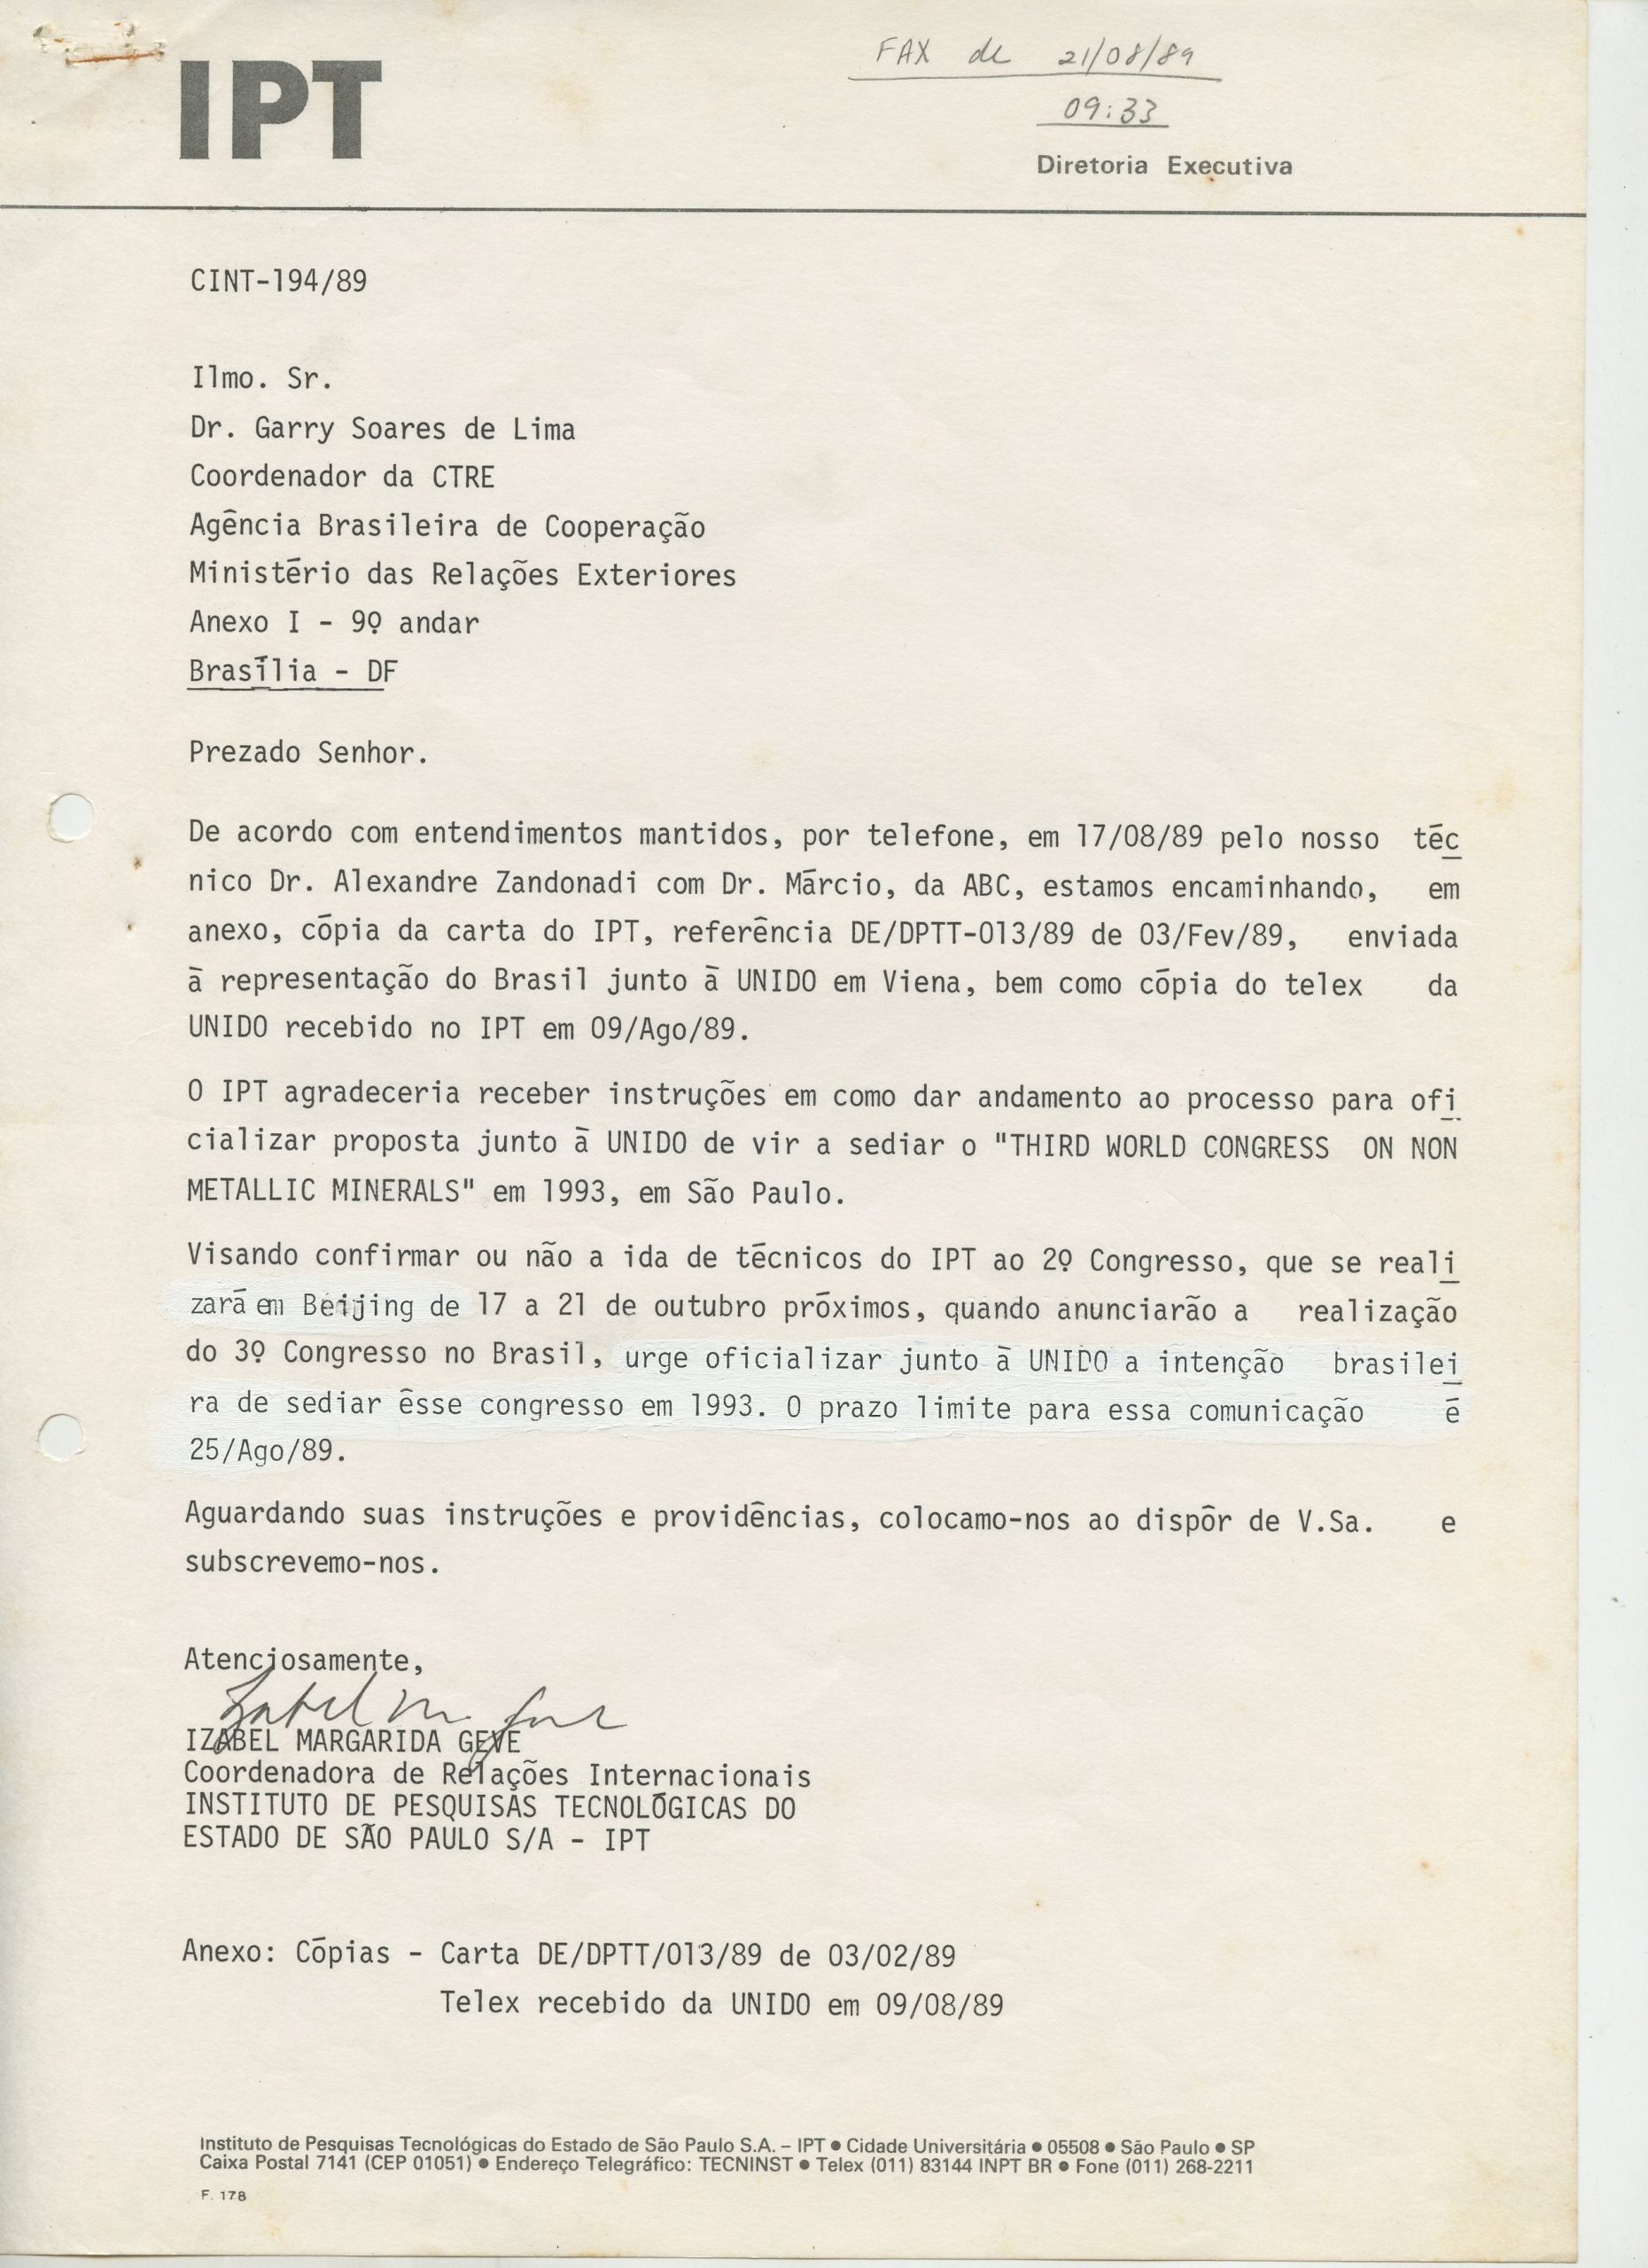 IPT
FAX de 21/08/89
09:33
Diretoria Executiva
CINT-194/89
Ilmo. Sr.
Dr. Garry Soares de Lima
Coordenador da CTRE
Agência Brasileira de Cooperação
Ministério das Relações Exteriores
Anexo I - 9º andar
Brasília - DF
Prezado Senhor.
De acordo com entendimentos mantidos, por telefone, em 17/08/89 pelo nosso téc
nico Dr. Alexandre Zandonadi com Dr. Márcio, da ABC, estamos encaminhando, em
anexo, cópia da carta do IPT, referência DE/DPTT-013/89 de 03/Fev/89, enviada
à representação do Brasil junto à UNIDO em Viena, bem como cópia do telex da
UNIDO recebido no IPT em 09/Ago/89.
O IPT agradeceria receber instruções em como dar andamento ao processo para ofi
cializar proposta junto à UNIDO de vir a sediar o "THIRD WORLD CONGRESS ON NON
METALLIC MINERALS" em 1993, em São Paulo.
Visando confirmar ou não a ida de técnicos do IPT ao 2º Congresso, que se reali
zará em Beijing de 17 a 21 de outubro próximos, quando anunciarão a realização
do 3º Congresso no Brasil, urge oficializar junto à UNIDO a intenção brasilei
ra de sediar êsse congresso em 1993. O prazo limite para essa comunicação é
25/Ago/89.
Aguardando suas instruções e providências, colocamo-nos ao dispôr de V.Sa. e
subscrevemo-nos.
Atenciosamente,
IZABEL MARGARIDA GEVE
Coordenadora de Relações Internacionais
INSTITUTO DE PESQUISAS TECNOLÓGICAS DO
ESTADO DE SÃO PAULO S/A - IPT
Anexo: Cópias - Carta DE/DPTT/013/89 de 03/02/89
Telex recebido da UNIDO em 09/08/89
Instituto de Pesquisas Tecnológicas do Estado de São Paulo S.A. – IPT ● Cidade Universitária ● 05508 ● São Paulo ● SP
Caixa Postal 7141 (CEP 01051) ● Endereço Telegráfico: TECNINST ● Telex (011) 83144 INPT BR ● Fone (011) 268-2211
F. 178